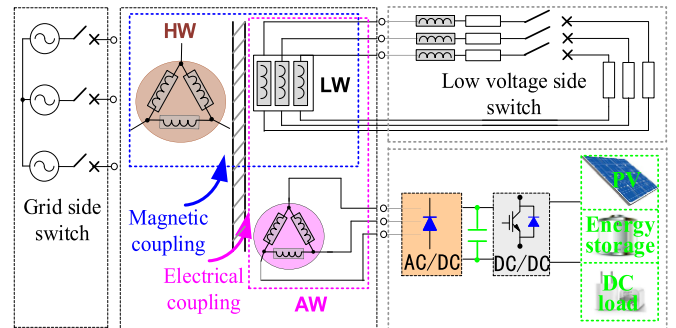 HW
LW
Low voltage side
switch
Grid side
switch
Magnetic
coupling
Electrical
coupling
AW
AC/DC
DC/DC
PV
Energy
storage
DC
load